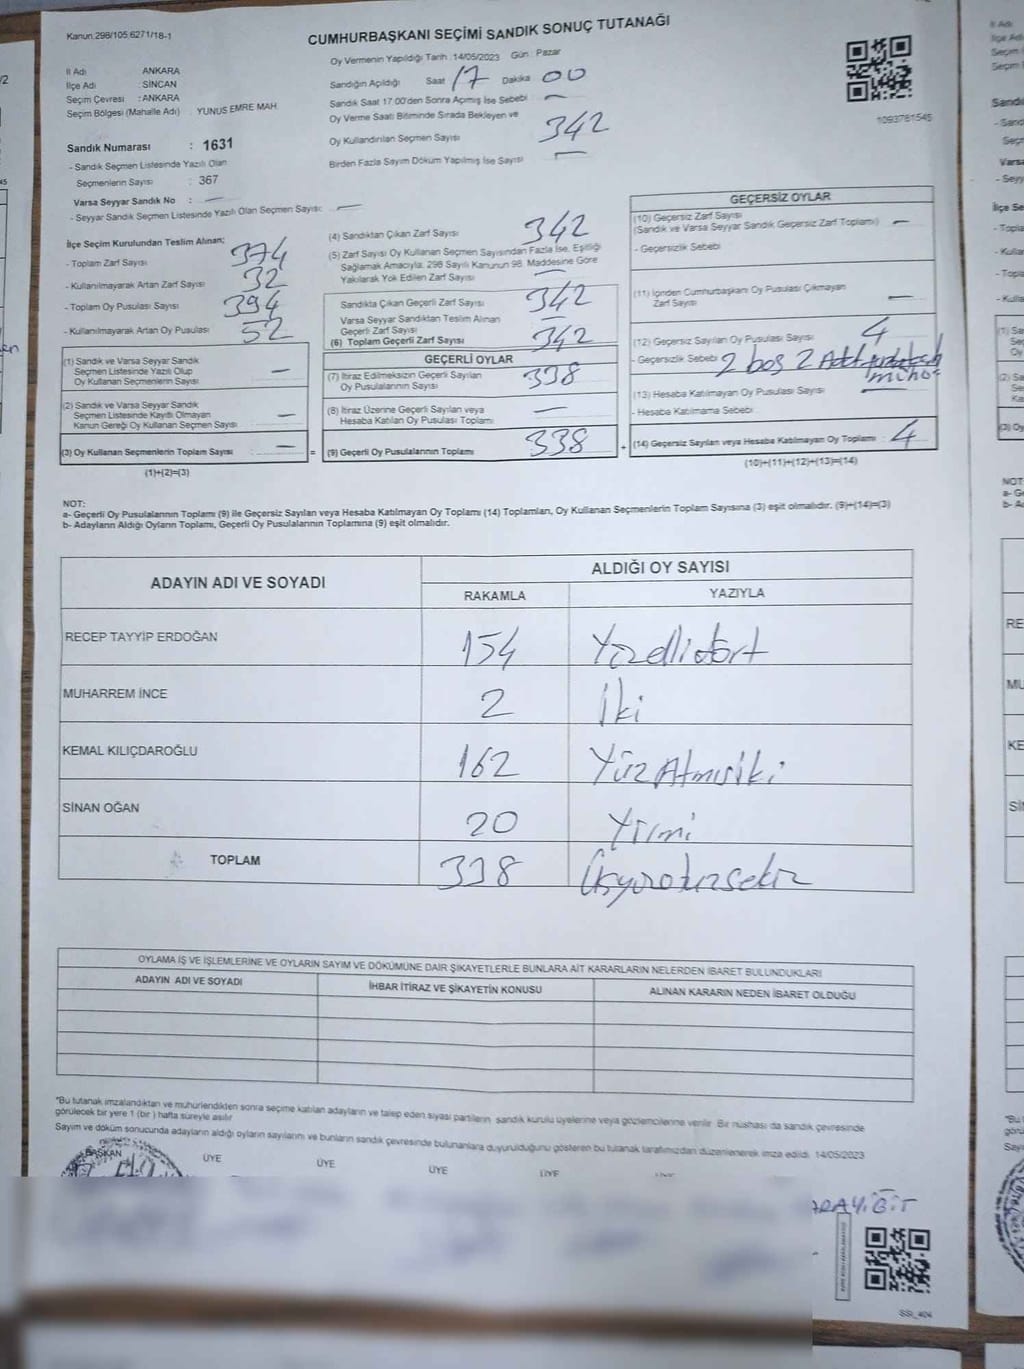 Kanun.298/105.6271/18-1
CUMHURBAŞKANI SEÇİMİ SANDIK SONUÇ TUTANAĞI
İl Adı ANKARA
İlçe Adı : SİNCAN
Seçim Çevresi : ANKARA
Seçim Bölgesi (Mahalle Adı) YUNUS EMRE MAH.
Sandık Numarası : 1631
- Sandık Seçmen Listesinde Yazılı Olan
Seçmenlerin Sayısı : 367
Varsa Seyyar Sandık No : —
- Seyyar Sandık Seçmen Listesinde Yazılı Olan Seçmen Sayısı: —
Oy Vermenin Yapıldığı Tarih :14/05/2023 Gün : Pazar
Sandığın Açıldığı Saat 17 Dakika 00
Sandık Saat 17.00'den Sonra Açmış İse Sebebi —
Oy Verme Saati Bitiminde Sırada Bekleyen ve
Oy Kullandırılan Seçmen Sayısı 342
Birden Fazla Sayım Döküm Yapılmış İse Sayısı —
1093781545
İlçe Seçim Kurulundan Teslim Alınan;
- Toplam Zarf Sayısı 374
- Kullanılmayarak Artan Zarf Sayısı 32
- Toplam Oy Pusulası Sayısı 394
- Kullanılmayarak Artan Oy Pusulası 52
(1) Sandık ve Varsa Seyyar Sandık
Seçmen Listesinde Yazılı Olup
Oy Kullanan Seçmenlerin Sayısı —
(2) Sandık ve Varsa Seyyar Sandık
Seçmen Listesinde Kayıtlı Olmayan
Kanun Gereği Oy Kullanan Seçmen Sayısı —
(3) Oy Kullanan Seçmenlerin Toplam Sayısı —
(1)+(2)=(3)
(4) Sandıktan Çıkan Zarf Sayısı 342
(5) Zarf Sayısı Oy Kullanan Seçmen Sayısından Fazla İse, Eşitliği
Sağlamak Amacıyla, 298 Sayılı Kanunun 98. Maddesine Göre
Yakılarak Yok Edilen Zarf Sayısı —
Sandıkta Çıkan Geçerli Zarf Sayısı 342
Varsa Seyyar Sandıktan Teslim Alınan
Geçerli Zarf Sayısı —
(6) Toplam Geçerli Zarf Sayısı 342
GEÇERLİ OYLAR
(7) İtiraz Edilmeksizin Geçerli Sayılan
Oy Pusulalarının Sayısı 338
(8) İtiraz Üzerine Geçerli Sayılan veya
Hesaba Katılan Oy Pusulası Toplamı —
= (9) Geçerli Oy Pusulalarının Toplamı 338 +
GEÇERSİZ OYLAR
(10) Geçersiz Zarf Sayısı
(Sandık ve Varsa Seyyar Sandık Geçersiz Zarf Toplamı) —
- Geçersizlik Sebebi
(11) İçinden Cumhurbaşkanı Oy Pusulası Çıkmayan
Zarf Sayısı —
(12) Geçersiz Sayılan Oy Pusulası Sayısı 4
- Geçersizlik Sebebi 2 boş 2 Adet
(13) Hesaba Katılmayan Oy Pusulası Sayısı —
- Hesaba Katılmama Sebebi
(14) Geçersiz Sayılan veya Hesaba Katılmayan Oy Toplamı : 4
(10)+(11)+(12)+(13)=(14)
NOT:
a- Geçerli Oy Pusulalarının Toplamı (9) ile Geçersiz Sayılan veya Hesaba Katılmayan Oy Toplamı (14) Toplamları, Oy Kullanan Seçmenlerin Toplam Sayısına (3) eşit olmalıdır. (9)+(14)=(3)
b- Adayların Aldığı Oyların Toplamı, Geçerli Oy Pusulalarının Toplamına (9) eşit olmalıdır.
ADAYIN ADI VE SOYADI ALDIĞI OY SAYISI
RAKAMLA YAZIYLA
RECEP TAYYİP ERDOĞAN 154 Yüzellidört
MUHARREM İNCE 2 İki
KEMAL KILIÇDAROĞLU 162 YüzAtmışiki
SİNAN OĞAN 20 Yirmi
TOPLAM 338 Üçyüzotuzsekiz
OYLAMA İŞ VE İŞLEMLERİNE VE OYLARIN SAYIM VE DÖKÜMÜNE DAİR ŞİKAYETLERLE BUNLARA AİT KARARLARIN NELERDEN İBARET BULUNDUKLARI
ADAYIN ADI VE SOYADI İHBAR İTİRAZ VE ŞİKAYETİN KONUSU ALINAN KARARIN NEDEN İBARET OLDUĞU
*Bu tutanak imzalandıktan ve mühürlendikten sonra seçime katılan adayların ve talep eden siyasi partilerin sandık kurulu üyelerine veya gözlemcilerine verilir. Bir nüshası da sandık çevresinde
görülecek bir yere 1 (bir) hafta süreyle asılır.
Sayım ve döküm sonucunda adayların aldığı oyların sayılarını ve bunların sandık çevresinde bulunanlara duyurulduğunu gösteren bu tutanak tarafımızdan düzenlenerek imza edildi. 14/05/2023
BAŞKAN ÜYE ÜYE ÜYE ÜYE
SSİ_404